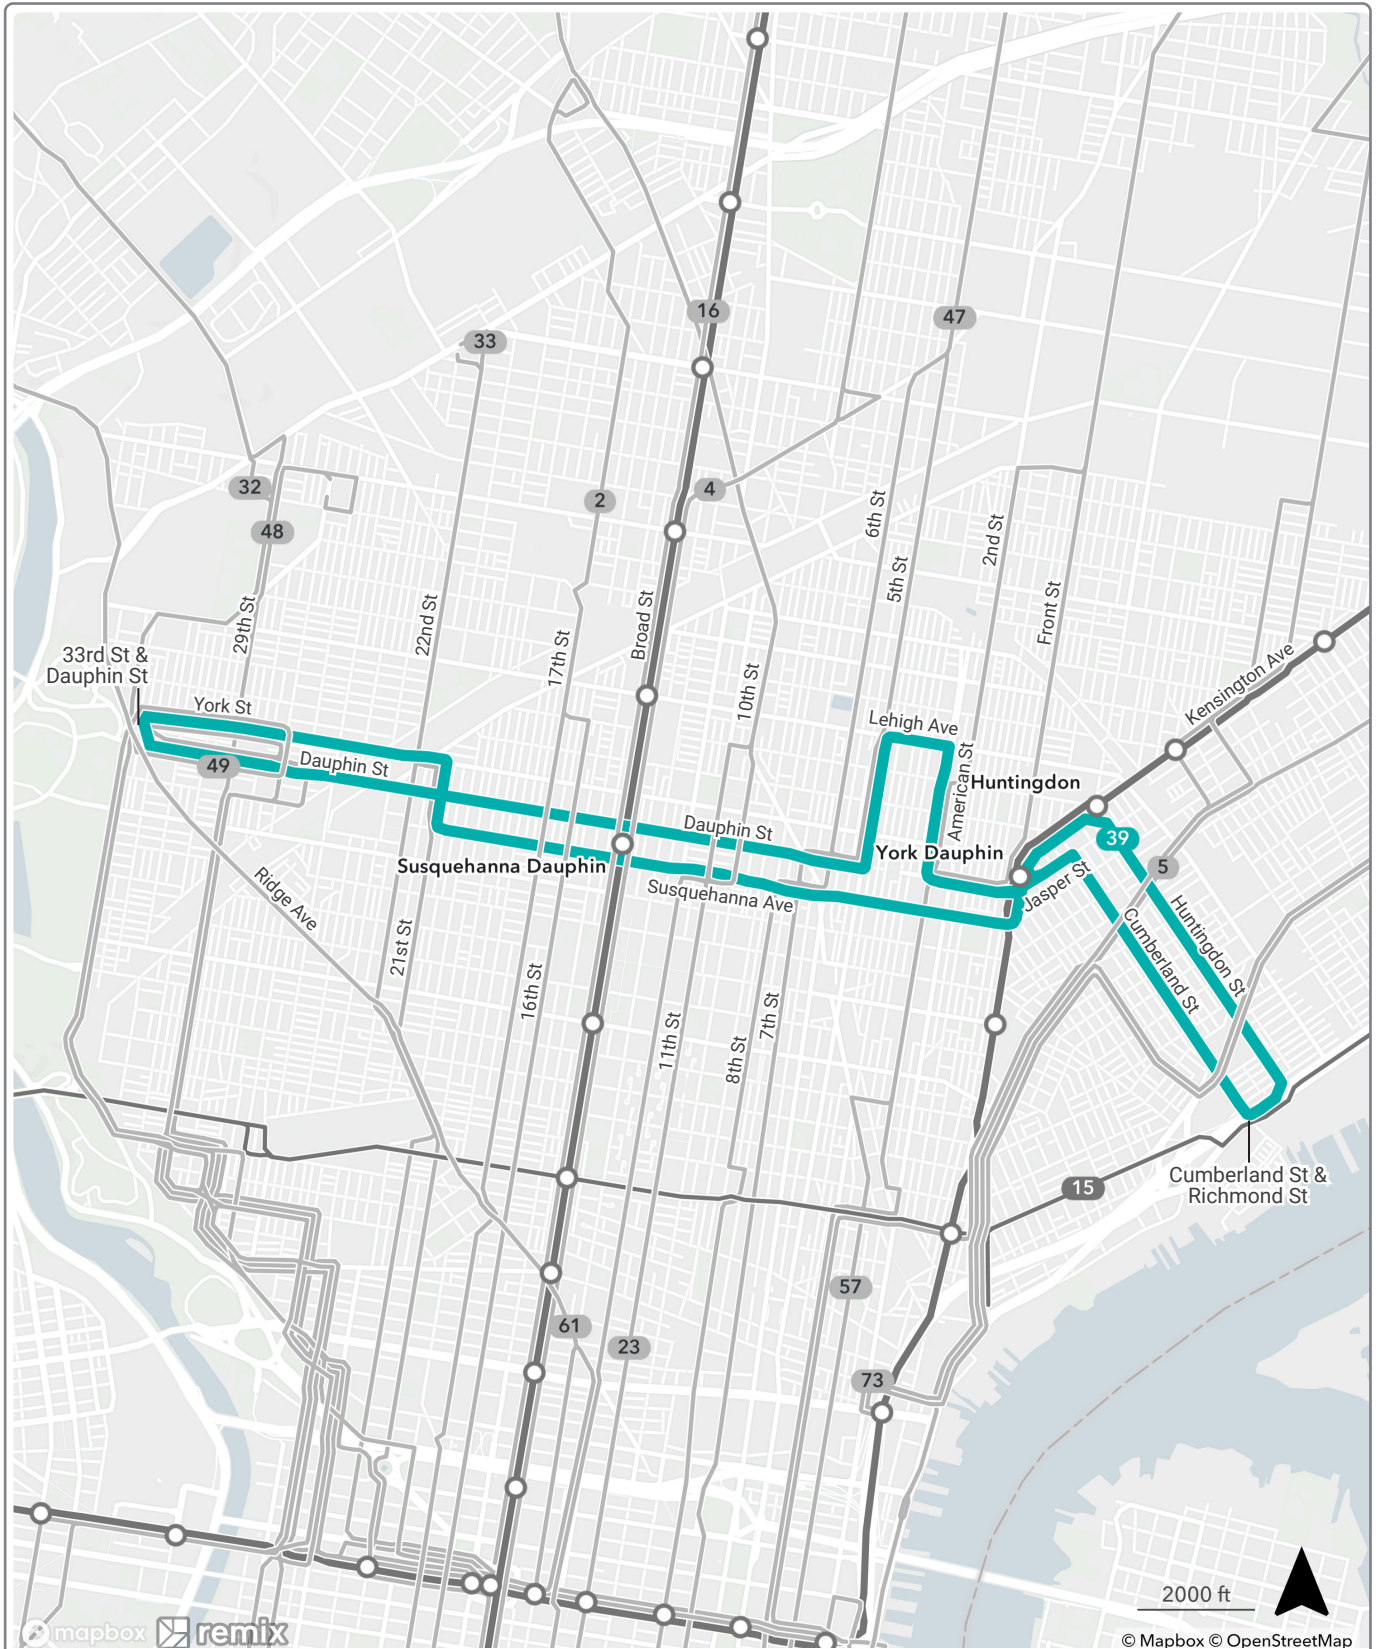 16
47
33
32
4
2
48
6th St
2nd St
5th St
29th St
22nd St
Broad St
Front St
17th St
33rd St &
Dauphin St
10th St
Kensington Ave
York St
Lehigh Ave
49
Dauphin St
American St
Huntingdon
Dauphin St
39
York Dauphin
Susquehanna Dauphin
5
Jasper St
Susquehanna Ave
Ridge Ave
Huntingdon St
Cumberland St
21st St
16th St
7th St
11th St
8th St
15
Cumberland St &
Richmond St
57
61
23
73
2000 ft
mapbox
remix
© Mapbox © OpenStreetMap